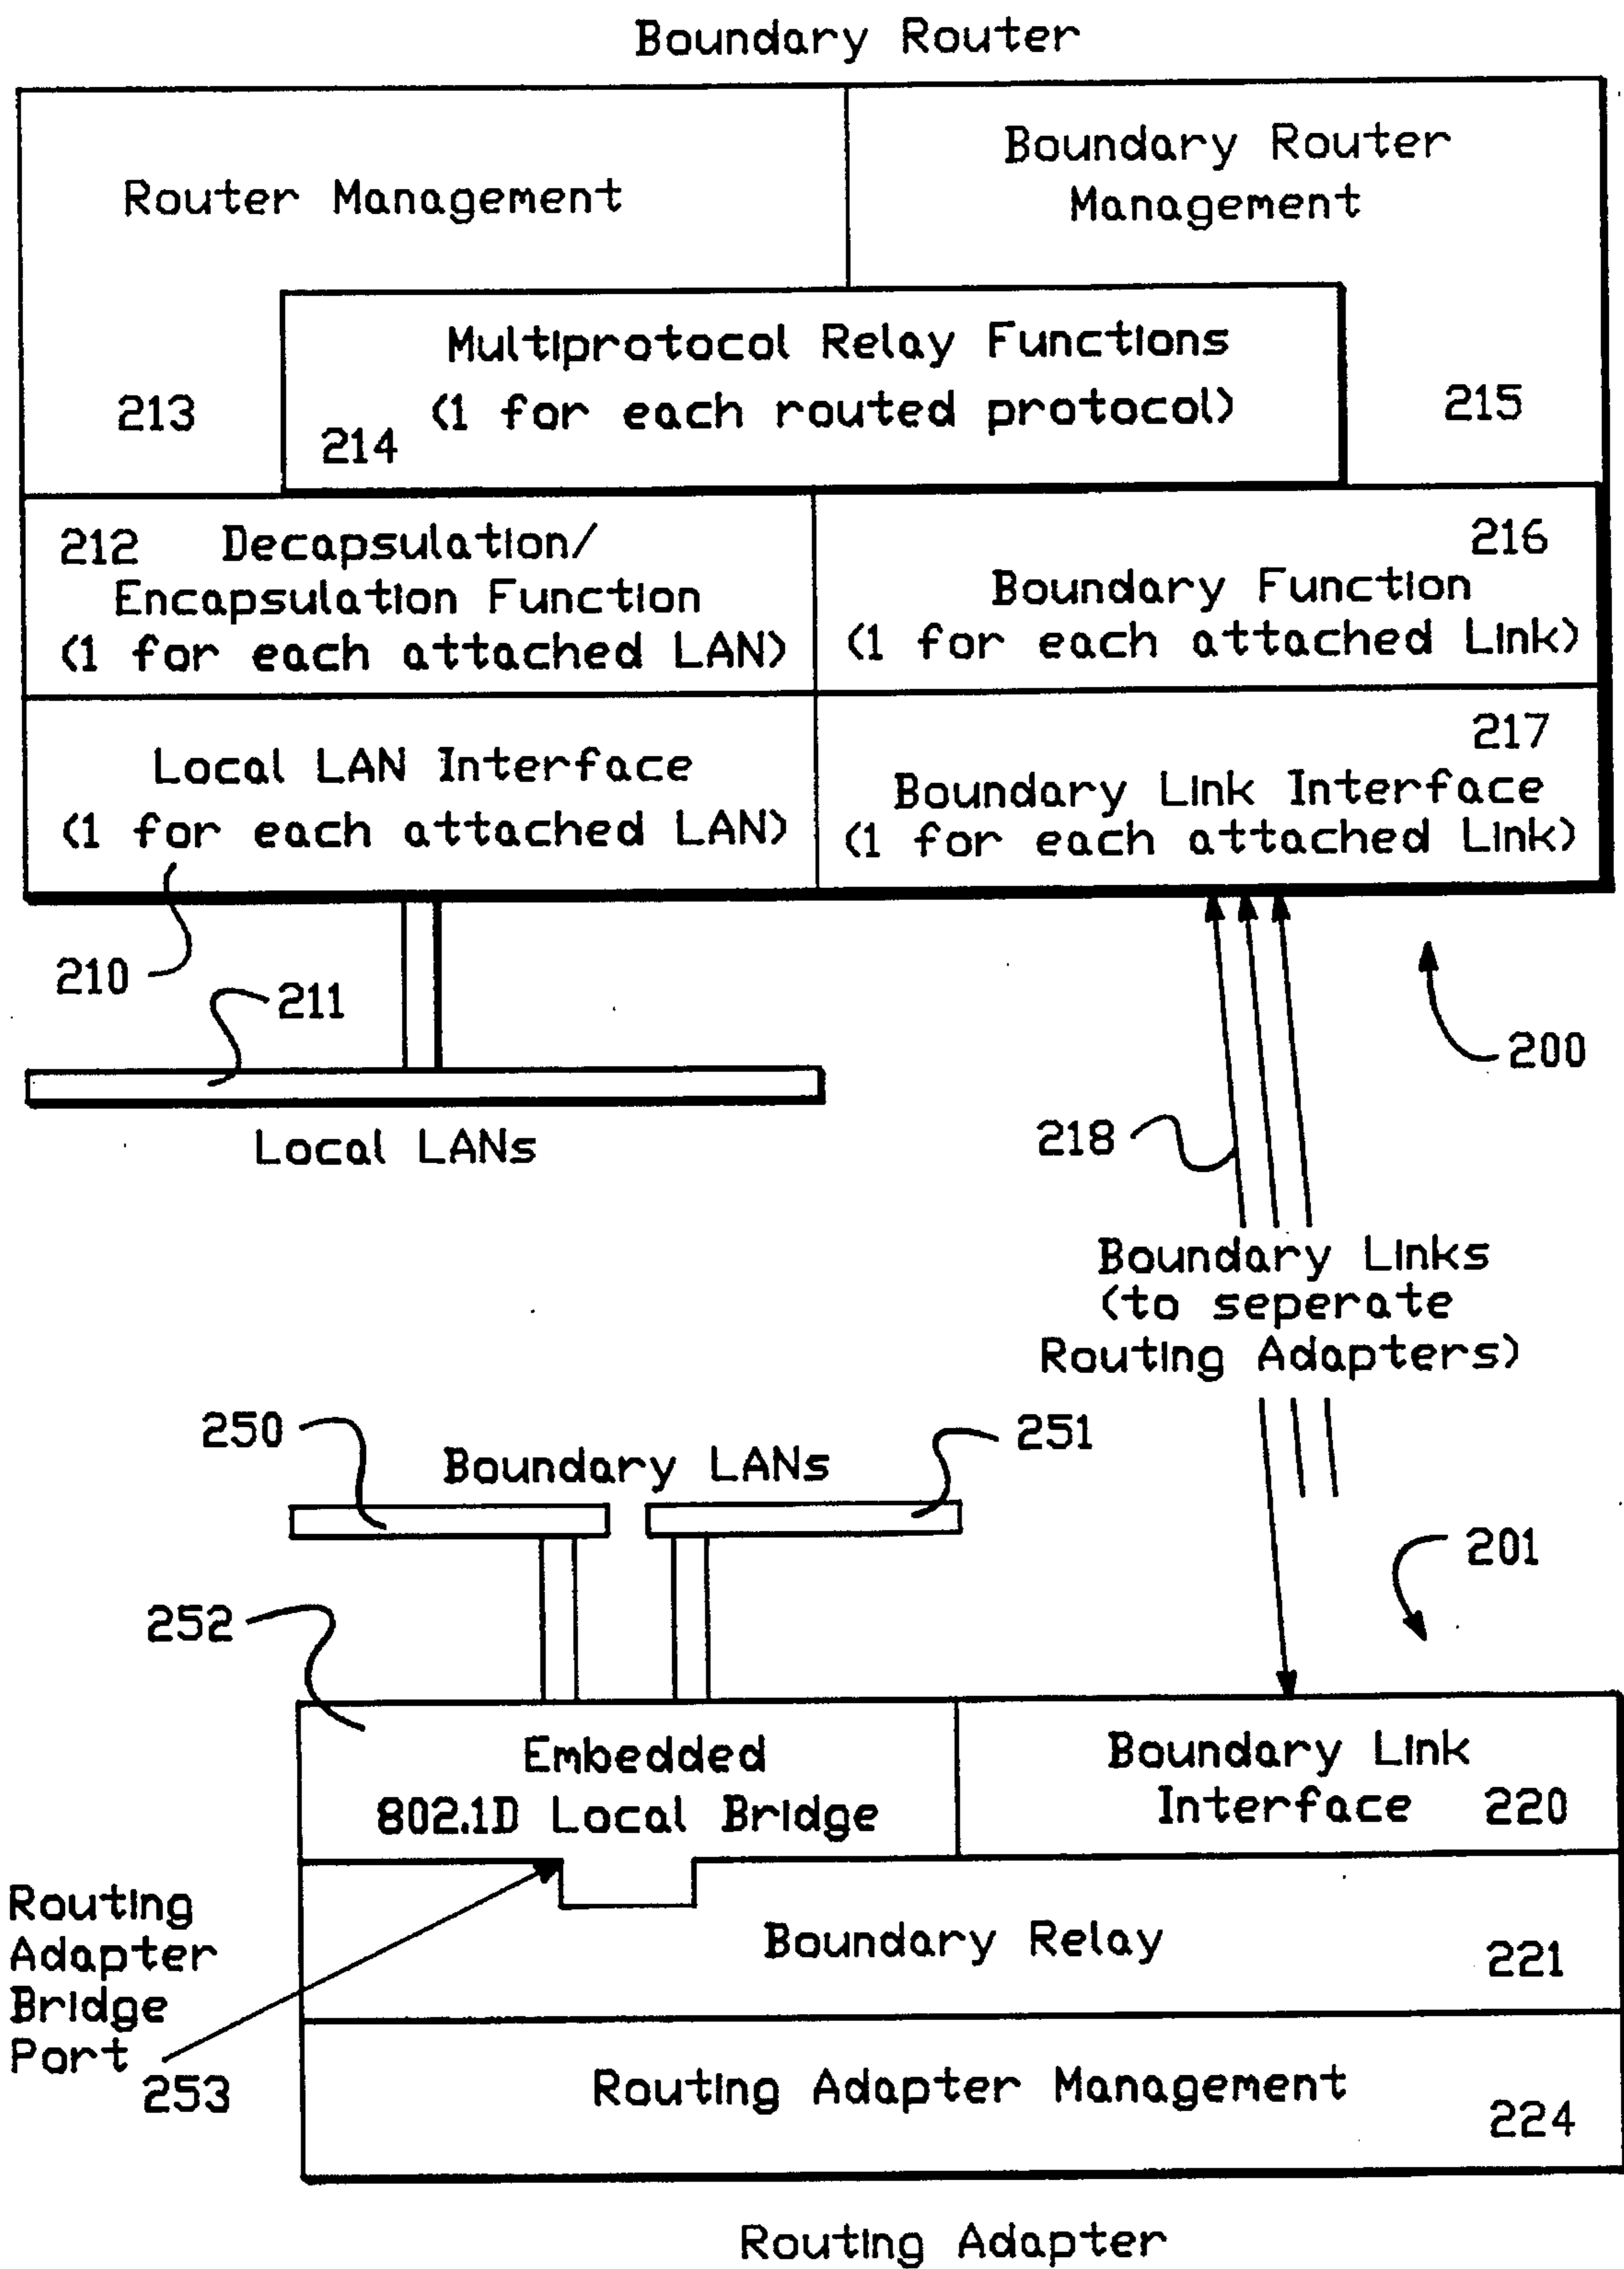 Boundary Router
Router Management
Boundary Router
Management
Multiprotocol Relay Functions
(1 for each routed protocol)
213
214
215
212 Decapsulation/
Encapsulation Function
(1 for each attached LAN)
216
Boundary Function
(1 for each attached Link)
Local LAN Interface
(1 for each attached LAN)
217
Boundary Link Interface
(1 for each attached Link)
210
211
200
Local LANs
218
Boundary Links
(to seperate
Routing Adapters)
250
Boundary LANs
251
201
252
Embedded
802.1D Local Bridge
Boundary Link
Interface 220
Routing
Adapter
Bridge
Port
253
Boundary Relay
221
Routing Adapter Management
224
Routing Adapter